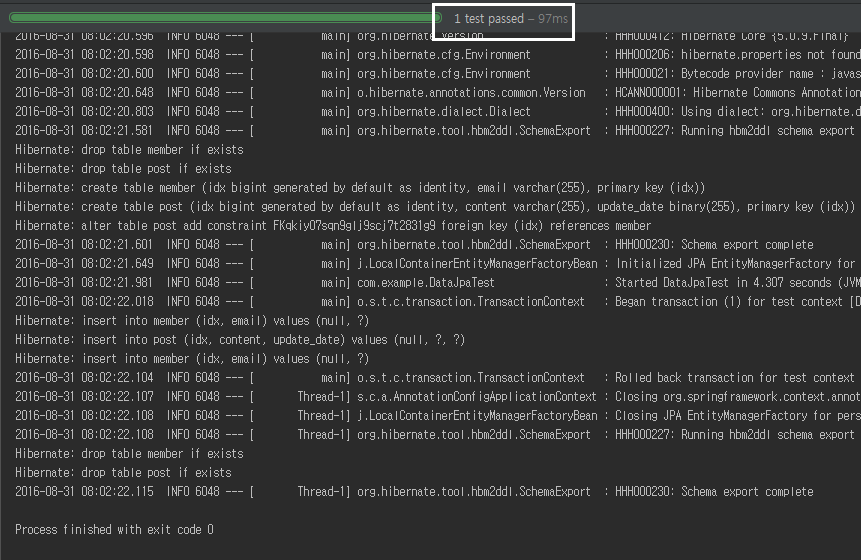 1 test passed – 97ms
2016-08-31 08:02:20.596  INFO 6048 --- [           main] org.hibernate.Version                    : HHH000412: Hibernate Core {5.0.9.Final}
2016-08-31 08:02:20.598  INFO 6048 --- [           main] org.hibernate.cfg.Environment            : HHH000206: hibernate.properties not found
2016-08-31 08:02:20.600  INFO 6048 --- [           main] org.hibernate.cfg.Environment            : HHH000021: Bytecode provider name : javas
2016-08-31 08:02:20.648  INFO 6048 --- [           main] o.hibernate.annotations.common.Version   : HCANN000001: Hibernate Commons Annotation
2016-08-31 08:02:20.803  INFO 6048 --- [           main] org.hibernate.dialect.Dialect            : HHH000400: Using dialect: org.hibernate.d
2016-08-31 08:02:21.581  INFO 6048 --- [           main] org.hibernate.tool.hbm2ddl.SchemaExport  : HHH000227: Running hbm2ddl schema export
Hibernate: drop table member if exists
Hibernate: drop table post if exists
Hibernate: create table member (idx bigint generated by default as identity, email varchar(255), primary key (idx))
Hibernate: create table post (idx bigint generated by default as identity, content varchar(255), update_date binary(255), primary key (idx))
Hibernate: alter table post add constraint FKqkiy07sqn9glj9scj7t2831g9 foreign key (idx) references member
2016-08-31 08:02:21.601  INFO 6048 --- [           main] org.hibernate.tool.hbm2ddl.SchemaExport  : HHH000230: Schema export complete
2016-08-31 08:02:21.649  INFO 6048 --- [           main] j.LocalContainerEntityManagerFactoryBean : Initialized JPA EntityManagerFactory for
2016-08-31 08:02:21.981  INFO 6048 --- [           main] com.example.DataJpaTest                  : Started DataJpaTest in 4.307 seconds (JVM
2016-08-31 08:02:22.018  INFO 6048 --- [           main] o.s.t.c.transaction.TransactionContext   : Began transaction (1) for test context [D
Hibernate: insert into member (idx, email) values (null, ?)
Hibernate: insert into post (idx, content, update_date) values (null, ?, ?)
Hibernate: insert into member (idx, email) values (null, ?)
2016-08-31 08:02:22.104  INFO 6048 --- [           main] o.s.t.c.transaction.TransactionContext   : Rolled back transaction for test context
2016-08-31 08:02:22.107  INFO 6048 --- [       Thread-1] s.c.a.AnnotationConfigApplicationContext : Closing org.springframework.context.annot
2016-08-31 08:02:22.108  INFO 6048 --- [       Thread-1] j.LocalContainerEntityManagerFactoryBean : Closing JPA EntityManagerFactory for pers
2016-08-31 08:02:22.108  INFO 6048 --- [       Thread-1] org.hibernate.tool.hbm2ddl.SchemaExport  : HHH000227: Running hbm2ddl schema export
Hibernate: drop table member if exists
Hibernate: drop table post if exists
2016-08-31 08:02:22.115  INFO 6048 --- [       Thread-1] org.hibernate.tool.hbm2ddl.SchemaExport  : HHH000230: Schema export complete
Process finished with exit code 0